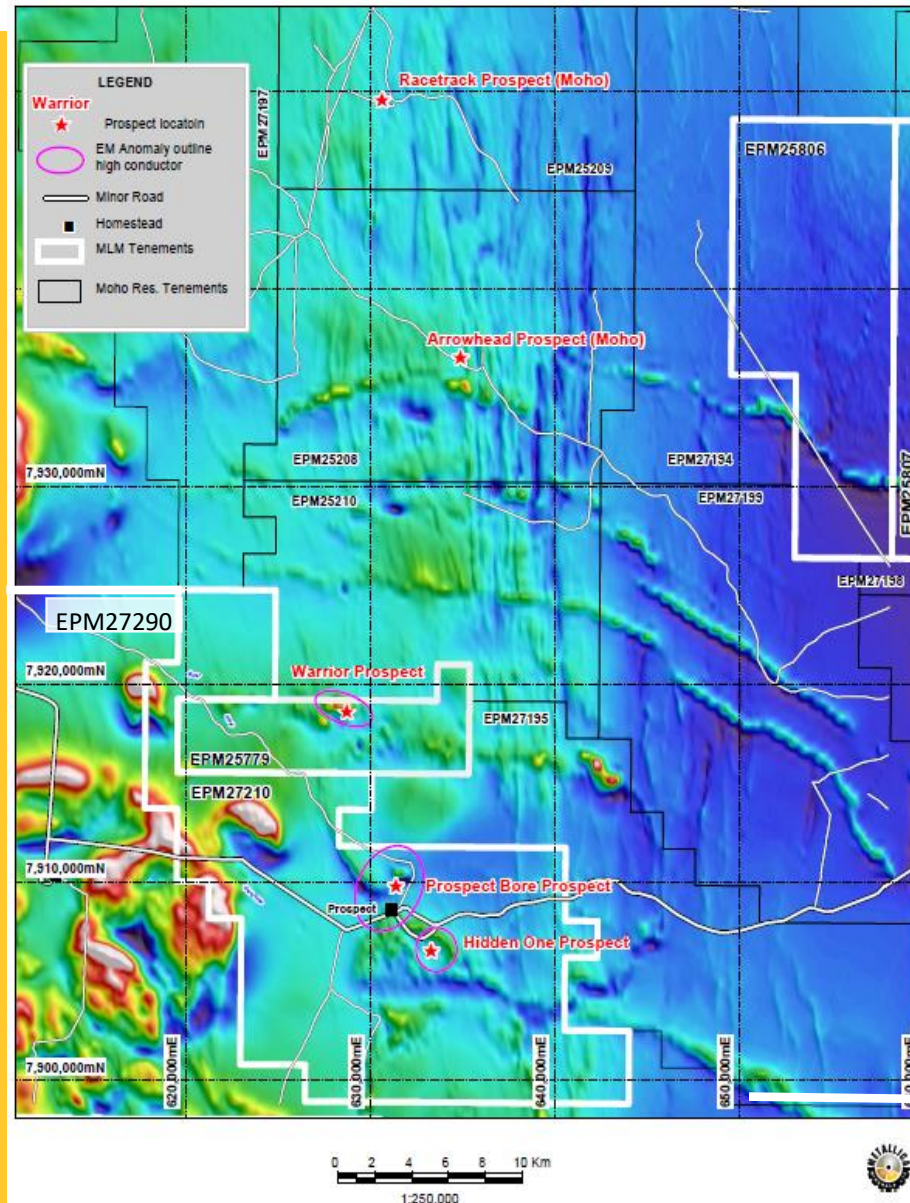 LEGEND
Warrior
Prospect locatoin
EM Anomaly outline
high conductor
Minor Road
Homestead
MLM Tenements
Moho Res. Tenements
EPM27197
Racetrack Prospect (Moho)
EPM25209
EPM25806
Arrowhead Prospect (Moho)
7,930,000mN
EPM25208
EPM25210
EPM27194
EPM27199
EPM25807
EPM27198
EPM27290
7,920,000mN
Warrior Prospect
EPM27195
EPM25779
EPM27210
7,910,000mN
Prospect Bore Prospect
Prospect
Hidden One Prospect
7,900,000mN
620,000mE
630,000mE
640,000mE
650,000mE
0 2 4 6 8 10 Km
1:250,000